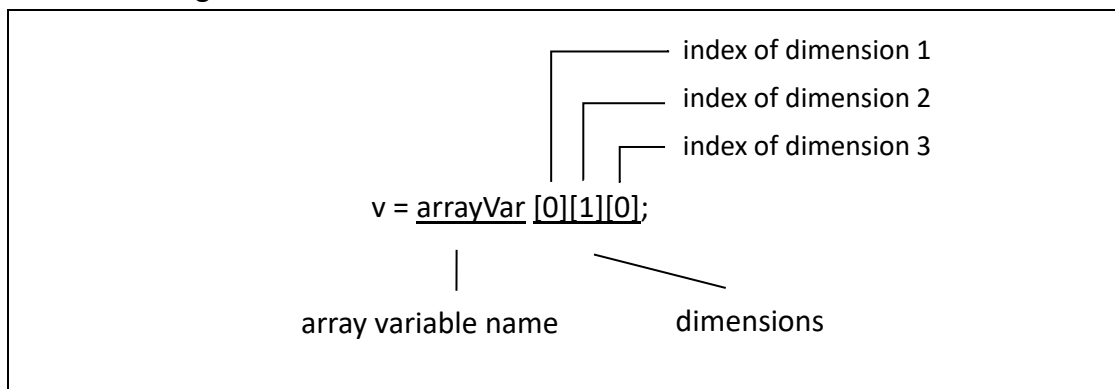 index of dimension 1
index of dimension 2
index of dimension 3
v = arrayVar [0][1][0];
array variable name
dimensions